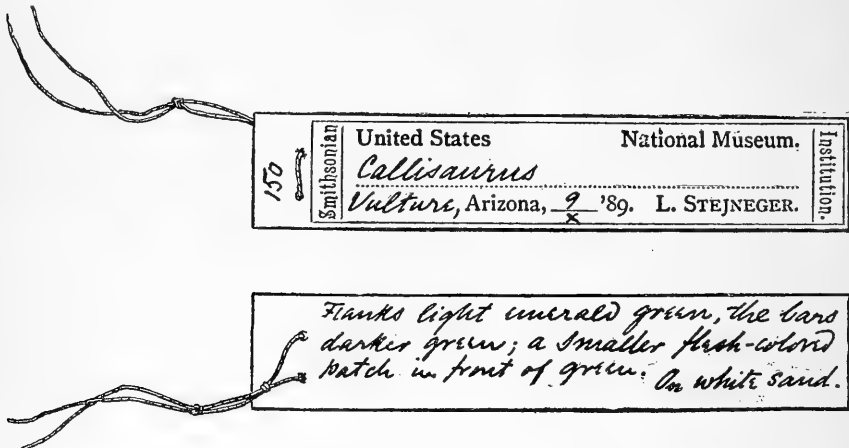 150
Smithsonian
United States National Museum.
Callisaurus
Vulture, Arizona, 9/X '89. L. STEJNEGER.
Institution.
Flanks light emerald green, the bars
darker green; a smaller flesh-colored
patch in front of green. On white sand.